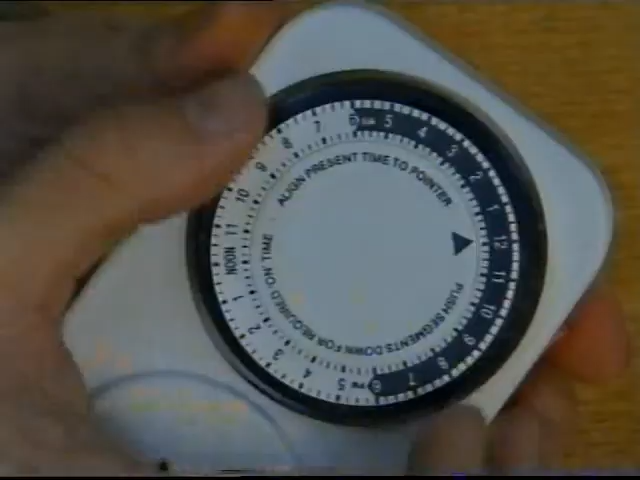 ALIGN PRESENT TIME TO POINTER
PUSH SEGMENTS DOWN FOR REQUIRED ON TIME
6 AM 5 4 3 2 1 12 11 10 9 8 7 6 PM 5 4 3 2 1 NOON 11 10 9 8 7